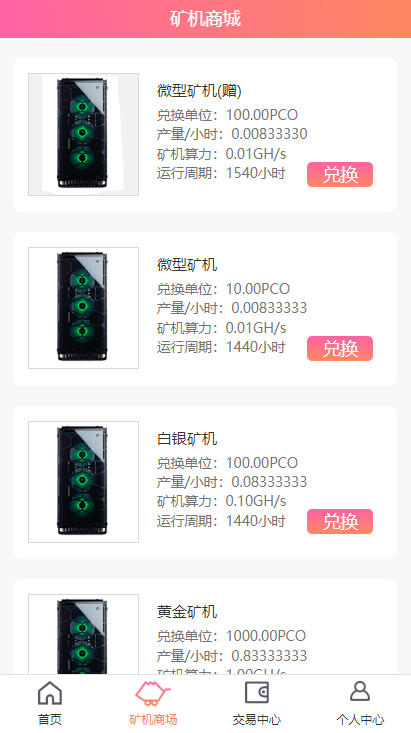 矿机商城
微型矿机(赠)
兑换单位：100.00PCO
产量/小时：0.00833330
矿机算力：0.01GH/s
运行周期：1540小时
兑换
微型矿机
兑换单位：10.00PCO
产量/小时：0.00833333
矿机算力：0.01GH/s
运行周期：1440小时
兑换
白银矿机
兑换单位：100.00PCO
产量/小时：0.08333333
矿机算力：0.10GH/s
运行周期：1440小时
兑换
黄金矿机
兑换单位：1000.00PCO
产量/小时：0.83333333
矿机算力：1.00GH/s
首页
矿机商场
交易中心
个人中心